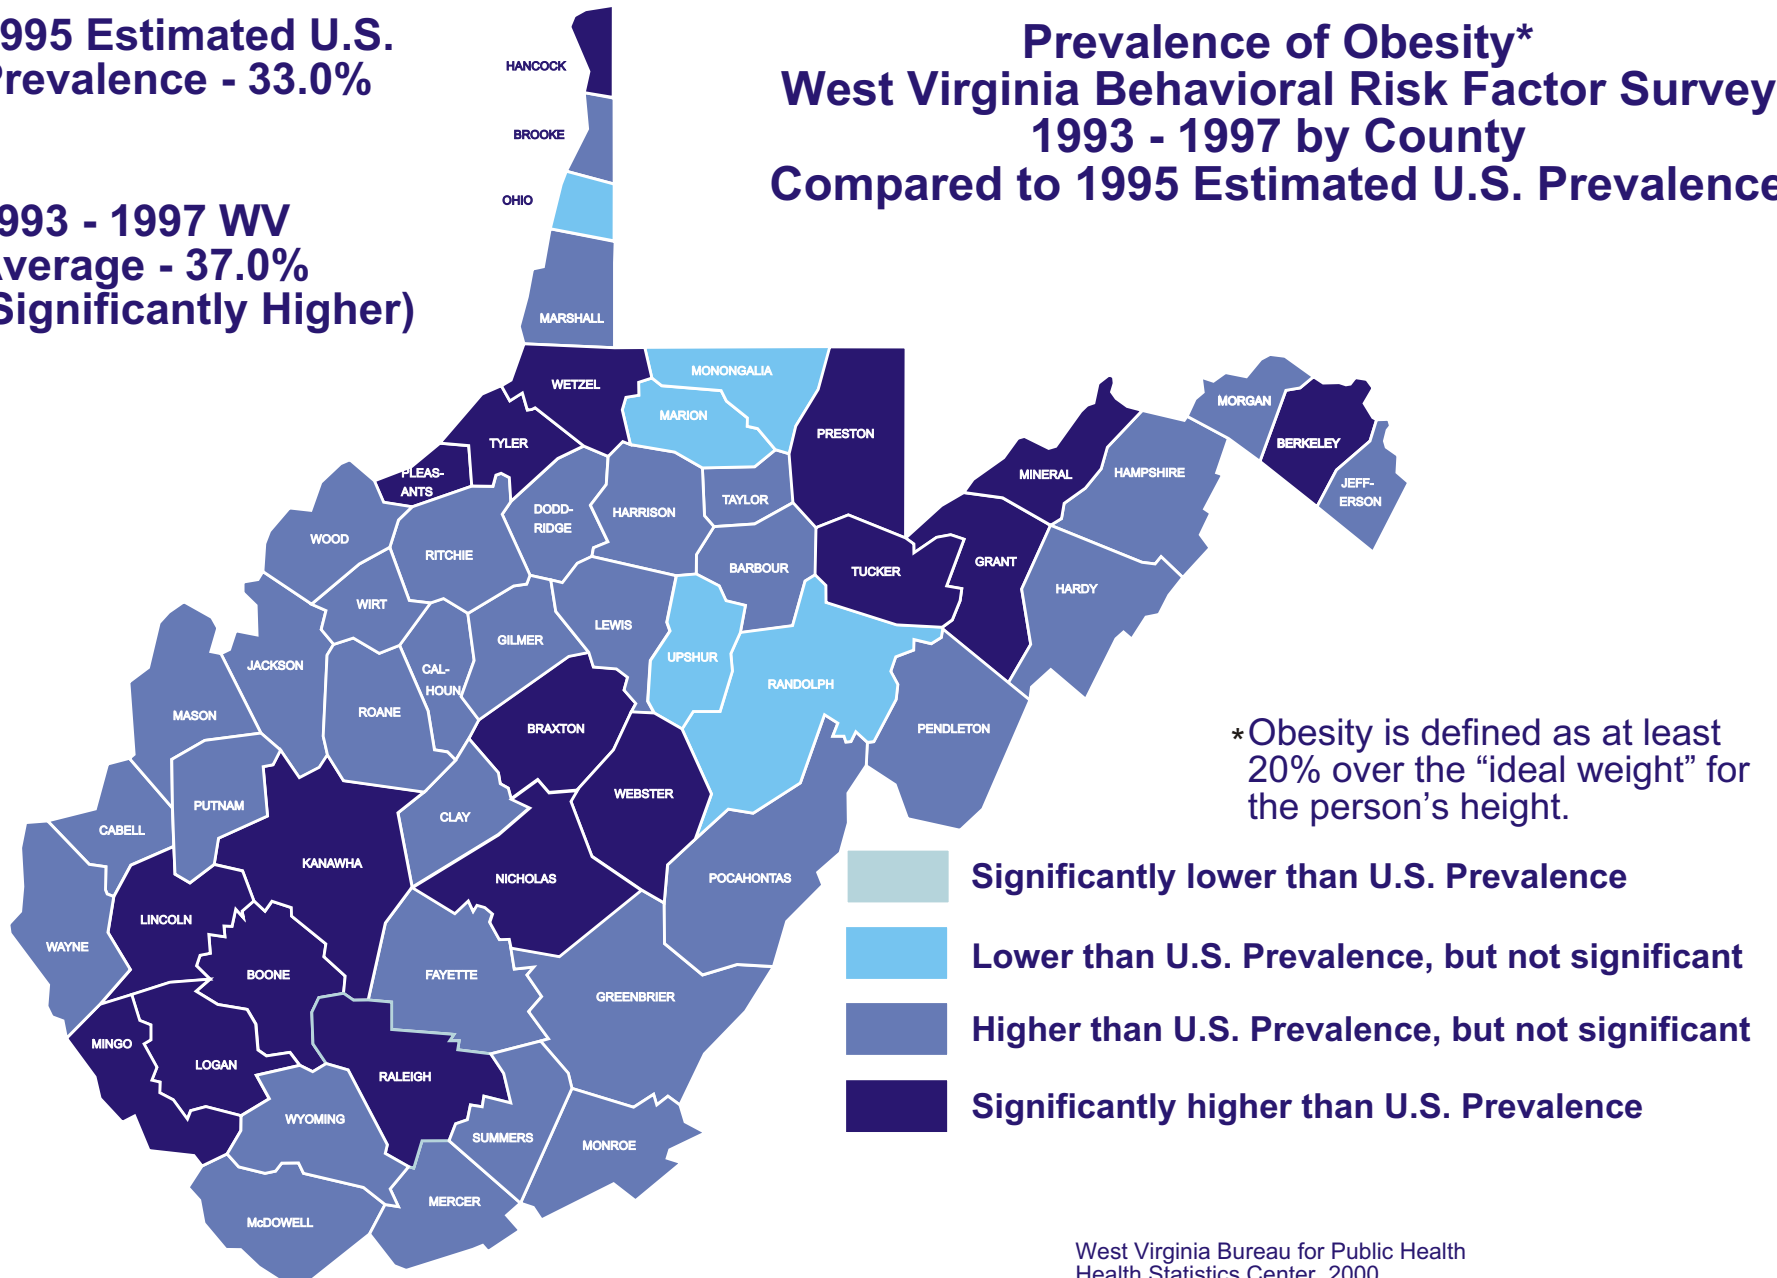 995 Estimated U.S.
Prevalence - 33.0%
993 - 1997 WV
Average - 37.0%
(Significantly Higher)
Prevalence of Obesity*
West Virginia Behavioral Risk Factor Survey
1993 - 1997 by County
Compared to 1995 Estimated U.S. Prevalence
HANCOCK
BROOKE
OHIO
MARSHALL
WETZEL
MONONGALIA
MARION
PRESTON
TYLER
PLEAS-
ANTS
MORGAN
BERKELEY
JEFF-
ERSON
MINERAL
HAMPSHIRE
WOOD
RITCHIE
DODD-
RIDGE
HARRISON
TAYLOR
BARBOUR
TUCKER
GRANT
HARDY
WIRT
GILMER
LEWIS
UPSHUR
RANDOLPH
JACKSON
CAL-
HOUN
MASON
ROANE
BRAXTON
PENDLETON
PUTNAM
CABELL
CLAY
WEBSTER
KANAWHA
NICHOLAS
POCAHONTAS
LINCOLN
WAYNE
BOONE
FAYETTE
GREENBRIER
MINGO
LOGAN
RALEIGH
WYOMING
SUMMERS
MONROE
MERCER
McDOWELL
*Obesity is defined as at least
20% over the “ideal weight” for
the person’s height.
Significantly lower than U.S. Prevalence
Lower than U.S. Prevalence, but not significant
Higher than U.S. Prevalence, but not significant
Significantly higher than U.S. Prevalence
West Virginia Bureau for Public Health
Health Statistics Center, 2000